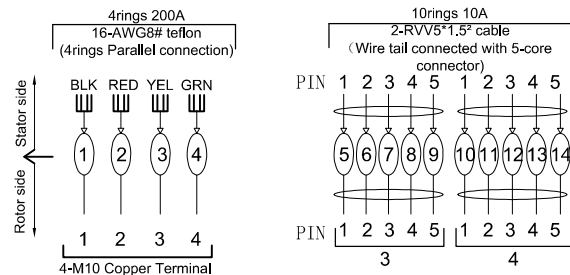 4rings 200A
16-AWG8# teflon
(4rings Parallel connection)
BLK RED YEL GRN
Stator side
Rotor side
1 2 3 4
1 2 3 4
4-M10 Copper Terminal
10rings 10A
2-RVV5*1.5² cable
(Wire tail connected with 5-core
connector)
PIN 1 2 3 4 5 1 2 3 4 5
5 6 7 8 9 10 11 12 13 14
PIN 1 2 3 4 5 1 2 3 4 5
3 4